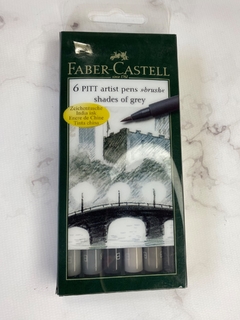 FABER-CASTELL
since 1761
6 PITT artist pens »brush«
shades of grey
Zeichentusche
India ink
Encre de Chine
Tinta china